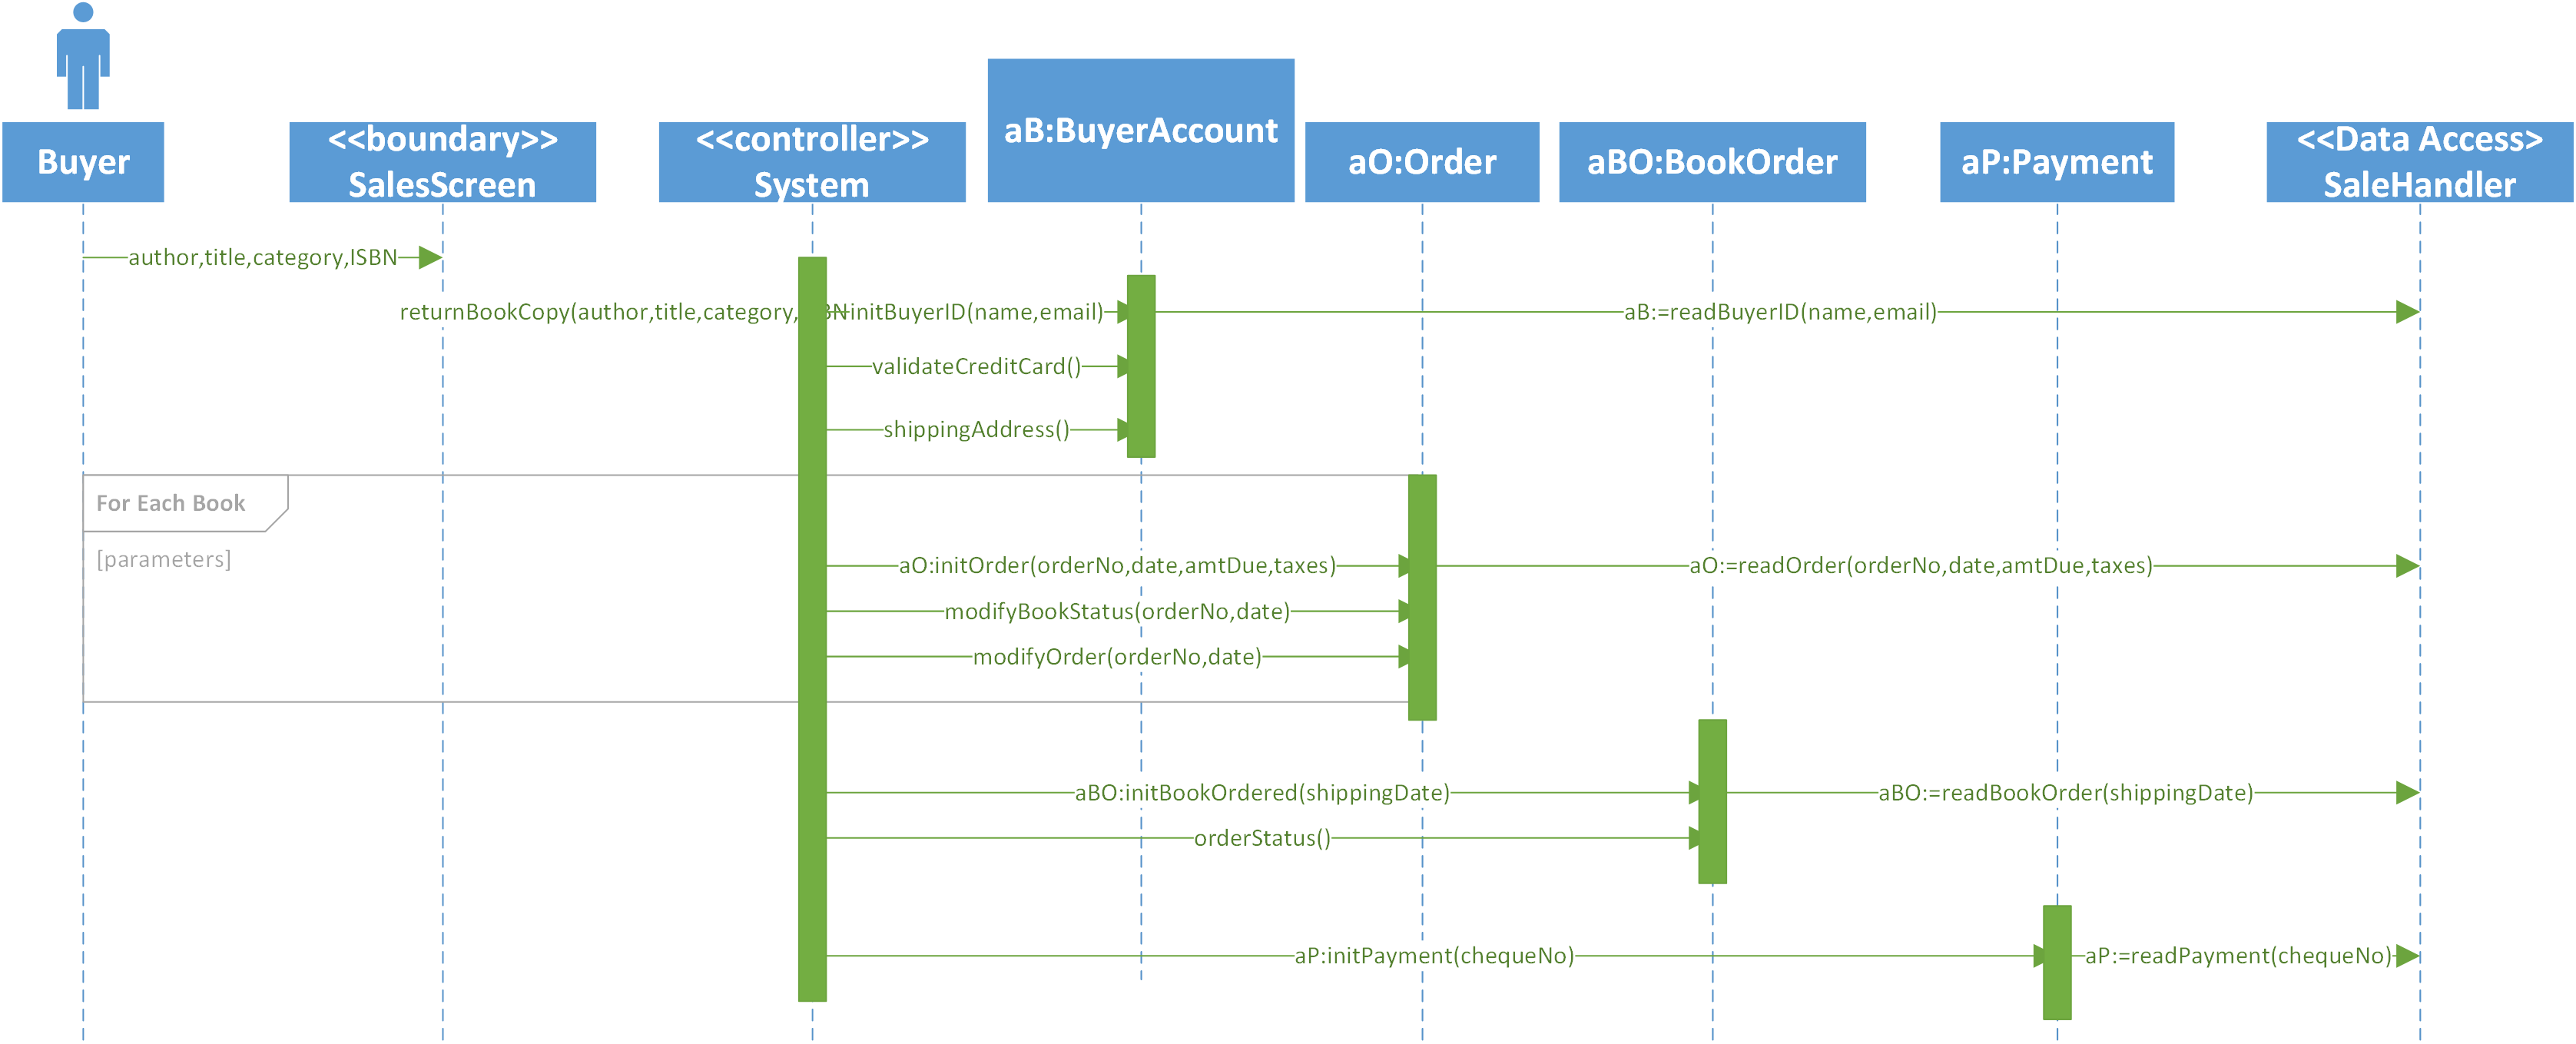 Buyer
<<boundary>>
SalesScreen
<<controller>>
System
aB:BuyerAccount
aO:Order
aBO:BookOrder
aP:Payment
<<Data Access>
SaleHandler
author,title,category,ISBN
returnBookCopy(author,title,category,
initBuyerID(name,email)
aB:=readBuyerID(name,email)
validateCreditCard()
shippingAddress()
For Each Book
[parameters]
aO:initOrder(orderNo,date,amtDue,taxes)
aO:=readOrder(orderNo,date,amtDue,taxes)
modifyBookStatus(orderNo,date)
modifyOrder(orderNo,date)
aBO:initBookOrdered(shippingDate)
aBO:=readBookOrder(shippingDate)
orderStatus()
aP:initPayment(chequeNo)
aP:=readPayment(chequeNo)